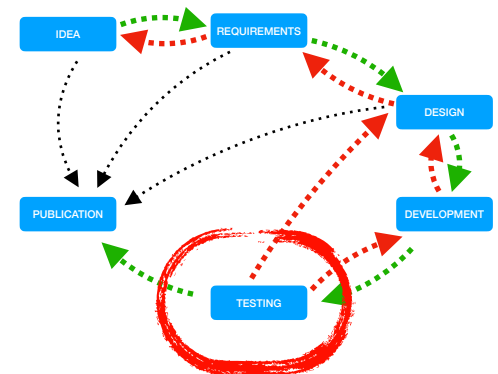 IDEA
REQUIREMENTS
DESIGN
PUBLICATION
DEVELOPMENT
TESTING